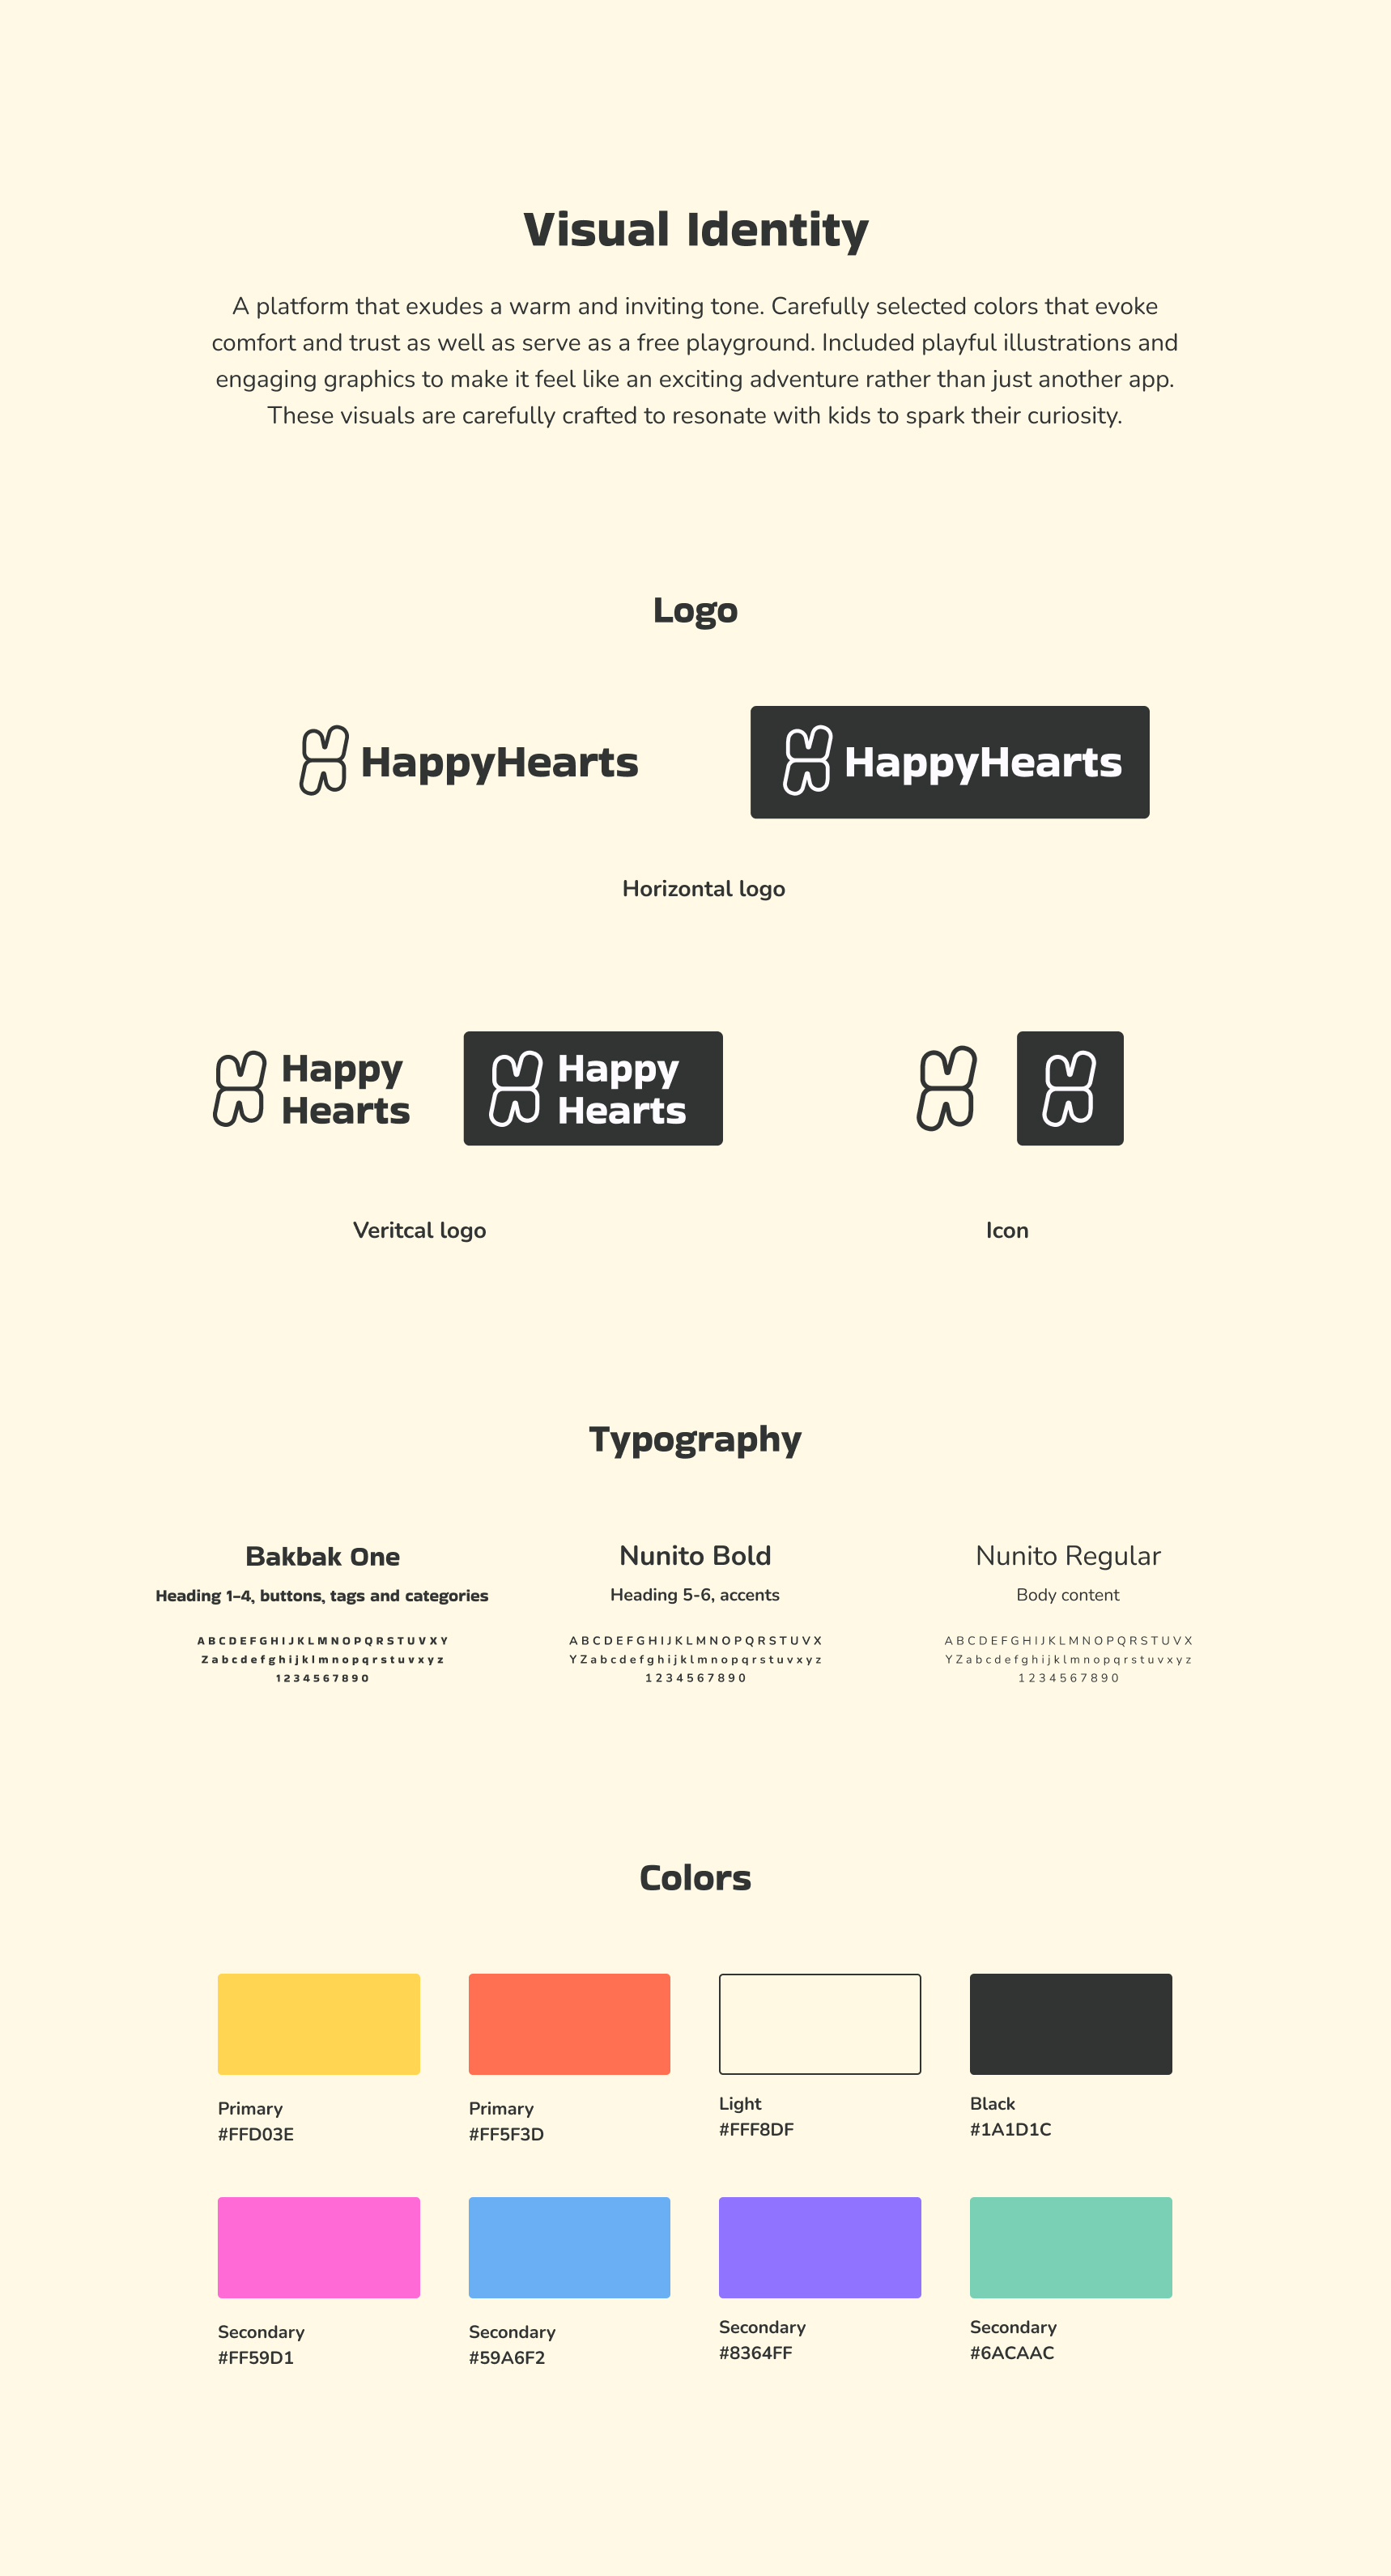 Visual Identity
A platform that exudes a warm and inviting tone. Carefully selected colors that evoke
comfort and trust as well as serve as a free playground. Included playful illustrations and
engaging graphics to make it feel like an exciting adventure rather than just another app.
These visuals are carefully crafted to resonate with kids to spark their curiosity.
Logo
HappyHearts
HappyHearts
Horizontal logo
Happy
Hearts
Happy
Hearts
Veritcal logo
Icon
Typography
Bakbak One
Heading 1-4, buttons, tags and categories
A B C D E F G H I J K L M N O P Q R S T U V X Y
Z a b c d e f g h i j k l m n o p q r s t u v x y z
1 2 3 4 5 6 7 8 9 0
Nunito Bold
Heading 5-6, accents
A B C D E F G H I J K L M N O P Q R S T U V X
Y Z a b c d e f g h i j k l m n o p q r s t u v x y z
1 2 3 4 5 6 7 8 9 0
Nunito Regular
Body content
A B C D E F G H I J K L M N O P Q R S T U V X
Y Z a b c d e f g h i j k l m n o p q r s t u v x y z
1 2 3 4 5 6 7 8 9 0
Colors
Primary
#FFD03E
Primary
#FF5F3D
Light
#FFF8DF
Black
#1A1D1C
Secondary
#FF59D1
Secondary
#59A6F2
Secondary
#8364FF
Secondary
#6ACAAC